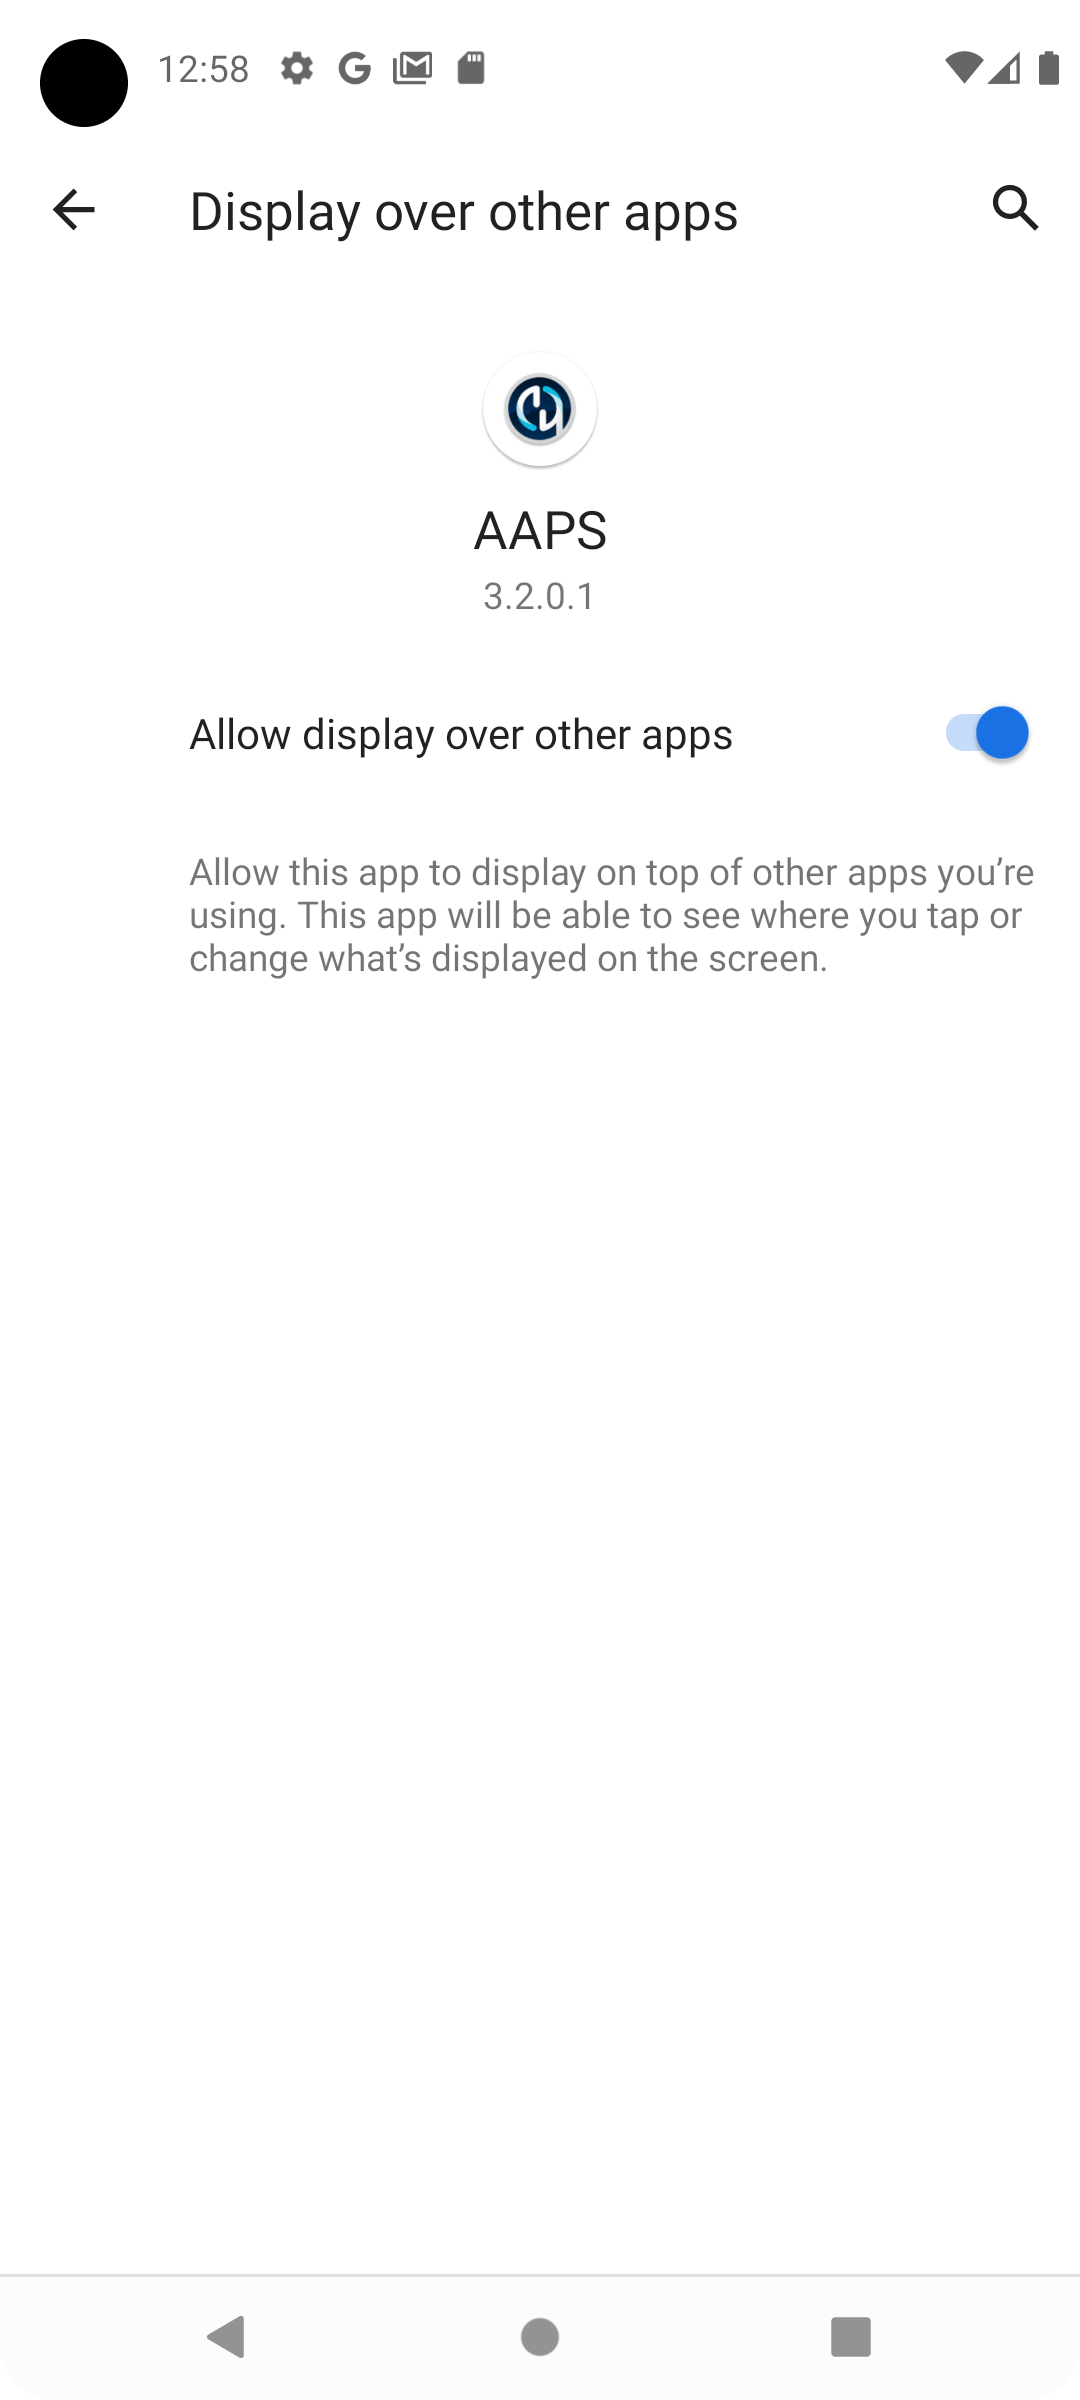 12:58
Display over other apps
AAPS
3.2.0.1
Allow display over other apps
Allow this app to display on top of other apps you’re
using. This app will be able to see where you tap or
change what’s displayed on the screen.